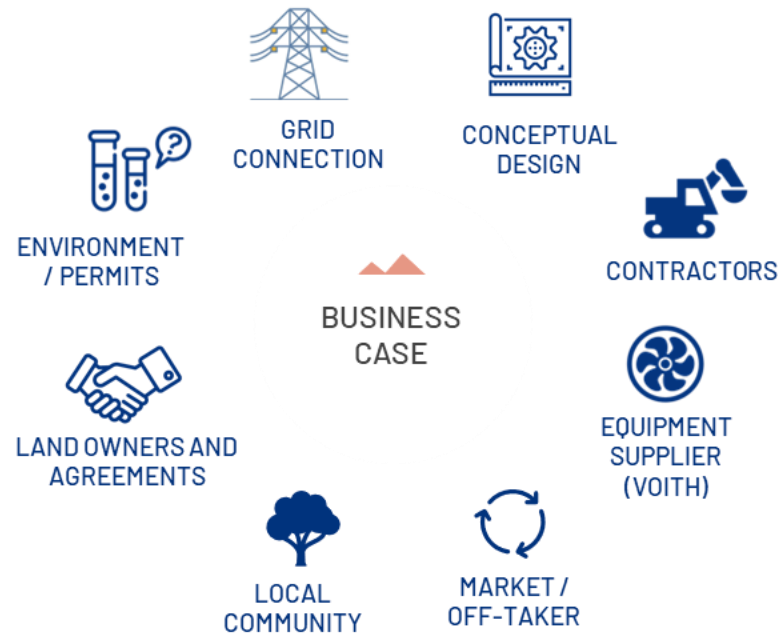 GRID
CONNECTION
CONCEPTUAL
DESIGN
?
ENVIRONMENT
/ PERMITS
CONTRACTORS
BUSINESS
CASE
LAND OWNERS AND
AGREEMENTS
EQUIPMENT
SUPPLIER
(VOITH)
LOCAL
COMMUNITY
MARKET /
OFF-TAKER